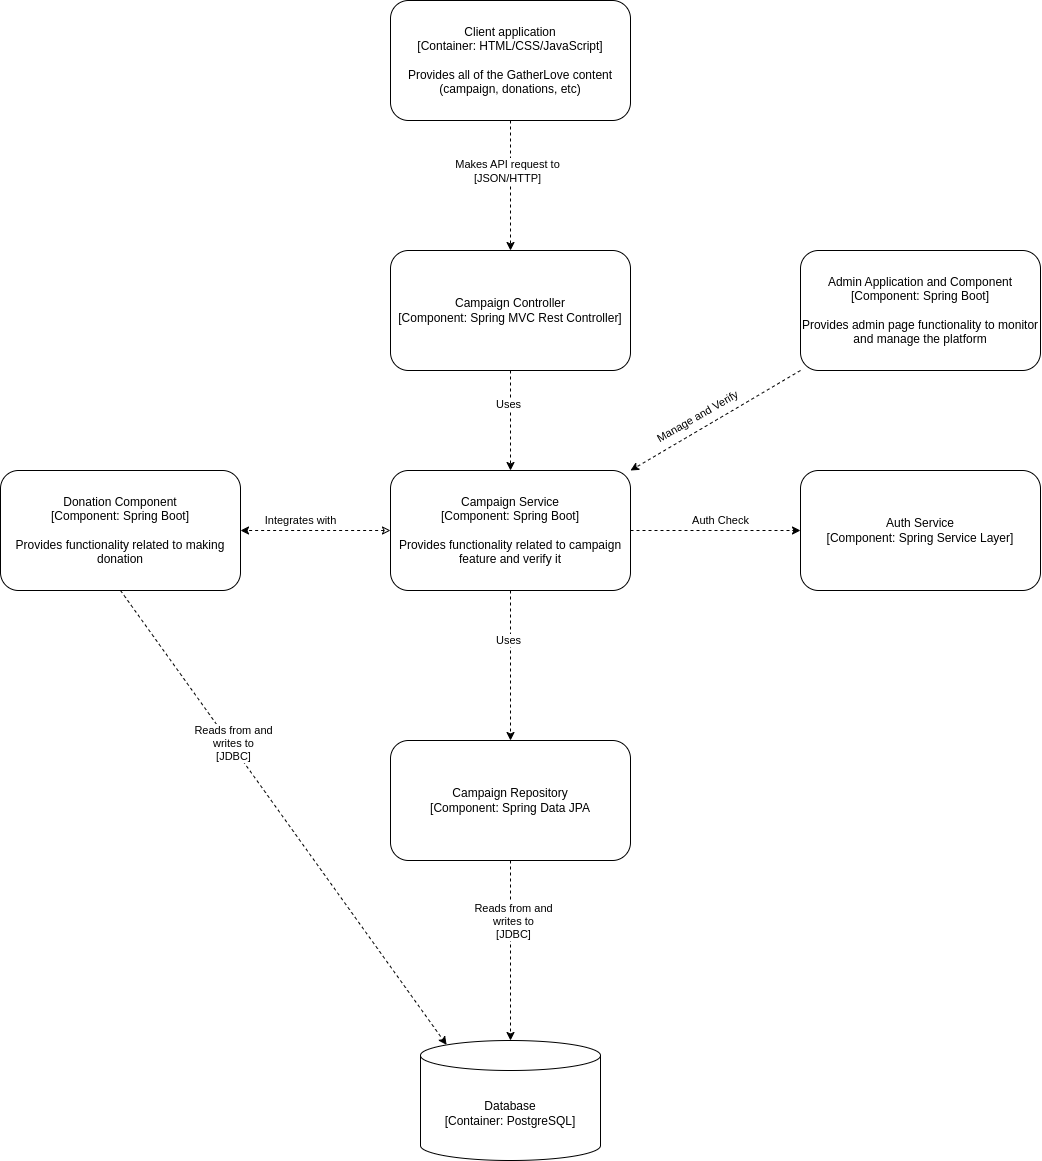 Client application
[Container: HTML/CSS/JavaScript]
Provides all of the GatherLove content
(campaign, donations, etc)
Makes API request to
[JSON/HTTP]
Campaign Controller
[Component: Spring MVC Rest Controller]
Admin Application and Component
[Component: Spring Boot]
Provides admin page functionality to monitor
and manage the platform
Uses
Manage and Verify
Donation Component
[Component: Spring Boot]
Provides functionality related to making
donation
Integrates with
Campaign Service
[Component: Spring Boot]
Provides functionality related to campaign
feature and verify it
Auth Check
Auth Service
[Component: Spring Service Layer]
Uses
Reads from and
writes to
[JDBC]
Campaign Repository
[Component: Spring Data JPA
Reads from and
writes to
[JDBC]
Database
[Container: PostgreSQL]